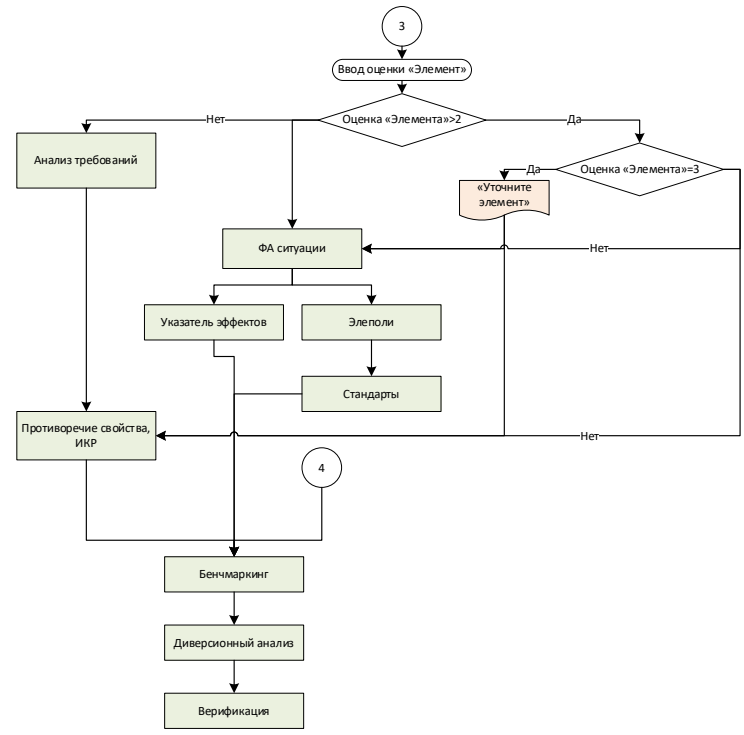 3
Ввод оценки «Элемент»
Нет
Оценка «Элемента»>2
Да
Анализ требований
Да
Оценка «Элемента»=3
«Уточните
элемент»
ФА ситуации
Нет
Указатель эффектов
Элеполи
Стандарты
Противоречие свойства,
ИКР
Нет
4
Бенчмаркинг
Диверсионный анализ
Верификация